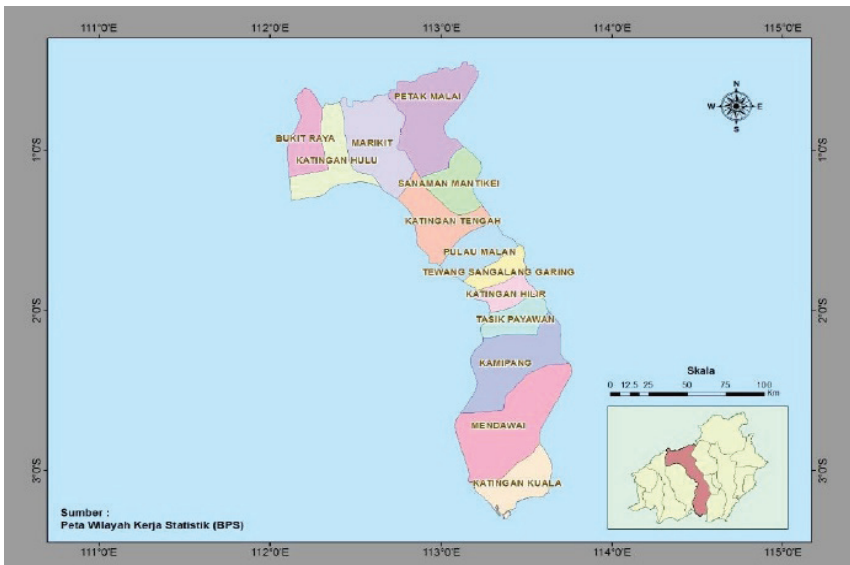 111°0'E 112°0'E 113°0'E 114°0'E 115°0'E
N
W E
S
PETAK MALAI
BUKIT RAYA
MARIKIT
KATINGAN HULU
1°0'S 1°0'S
SANAMAN MANTIKEI
KATINGAN TENGAH
PULAU MALAN
TEWANG SANGALANG GARING
KATINGAN HILIR
2°0'S 2°0'S
TASIK PAYAWAN
KAMIPANG
Skala
0 12.5 25 50 75 100
Km
MENDAWAI
3°0'S 3°0'S
KATINGAN KUALA
Sumber :
Peta Wilayah Kerja Statistik (BPS)
111°0'E 112°0'E 113°0'E 114°0'E 115°0'E